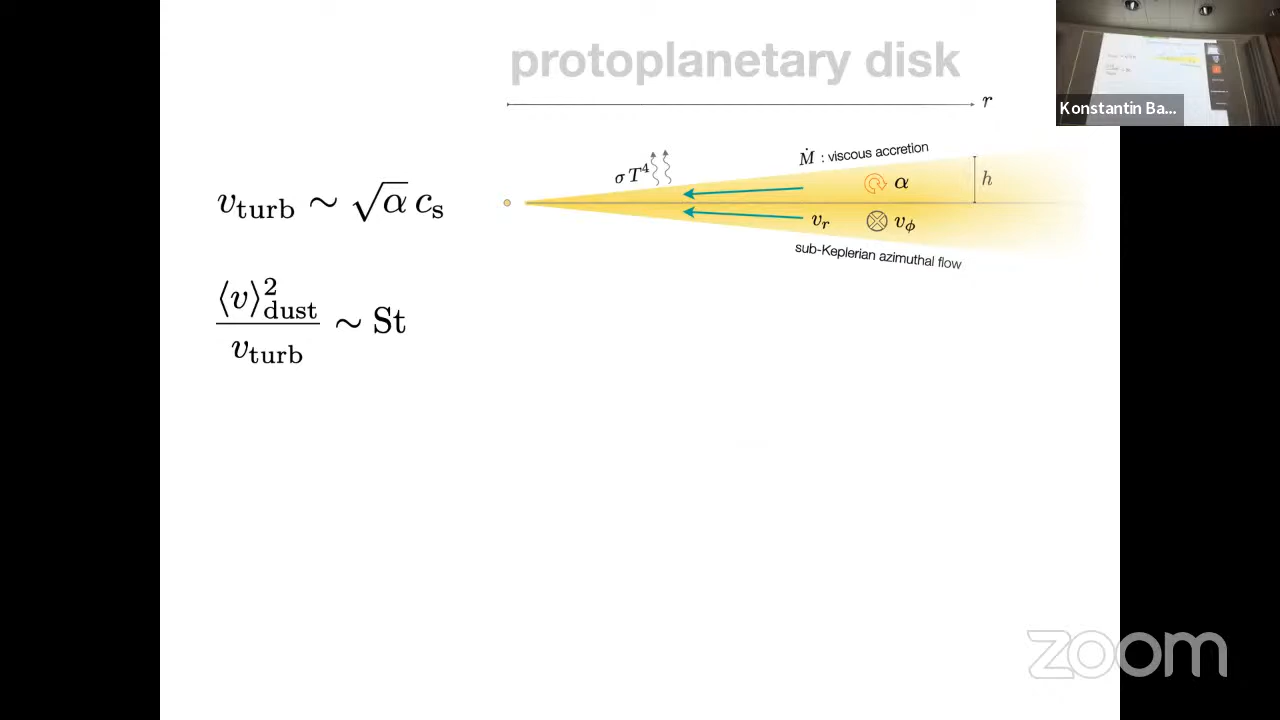 protoplanetary disk
r
Konstantin Ba...
Ṁ : viscous accretion
σ T⁴
α
h
v_turb ∼ √α c_s
v_r
v_ϕ
sub-Keplerian azimuthal flow
⟨v⟩²_dust / v_turb ∼ St
zoom